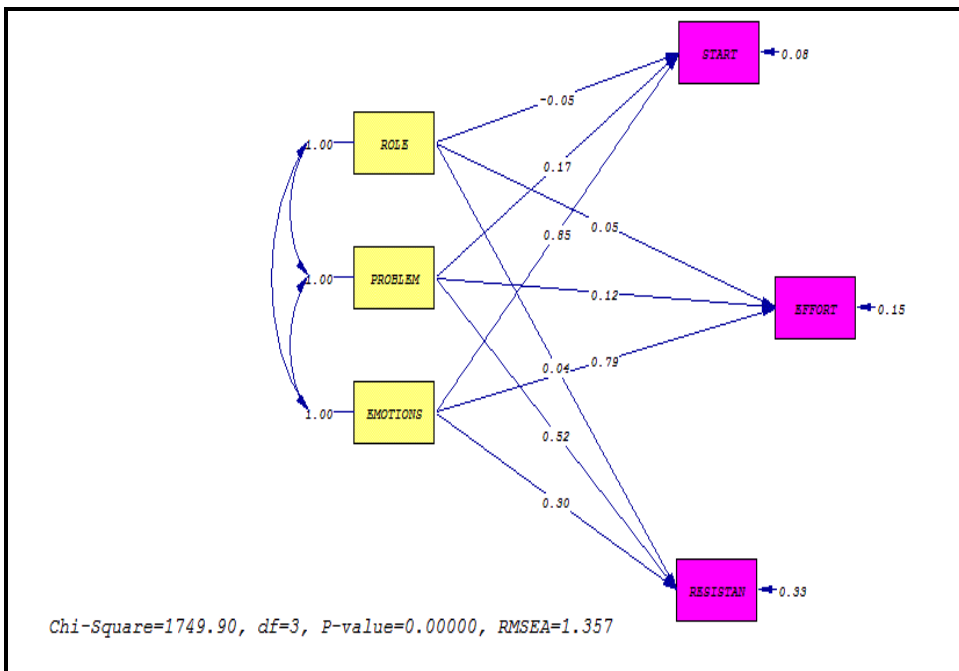 START
0.08
-0.05
1.00
ROLE
0.17
0.05
0.85
1.00
PROBLEM
0.12
EFFORT
0.15
0.04
0.79
1.00
EMOTIONS
0.52
0.30
RESISTAN
0.33
Chi-Square=1749.90, df=3, P-value=0.00000, RMSEA=1.357